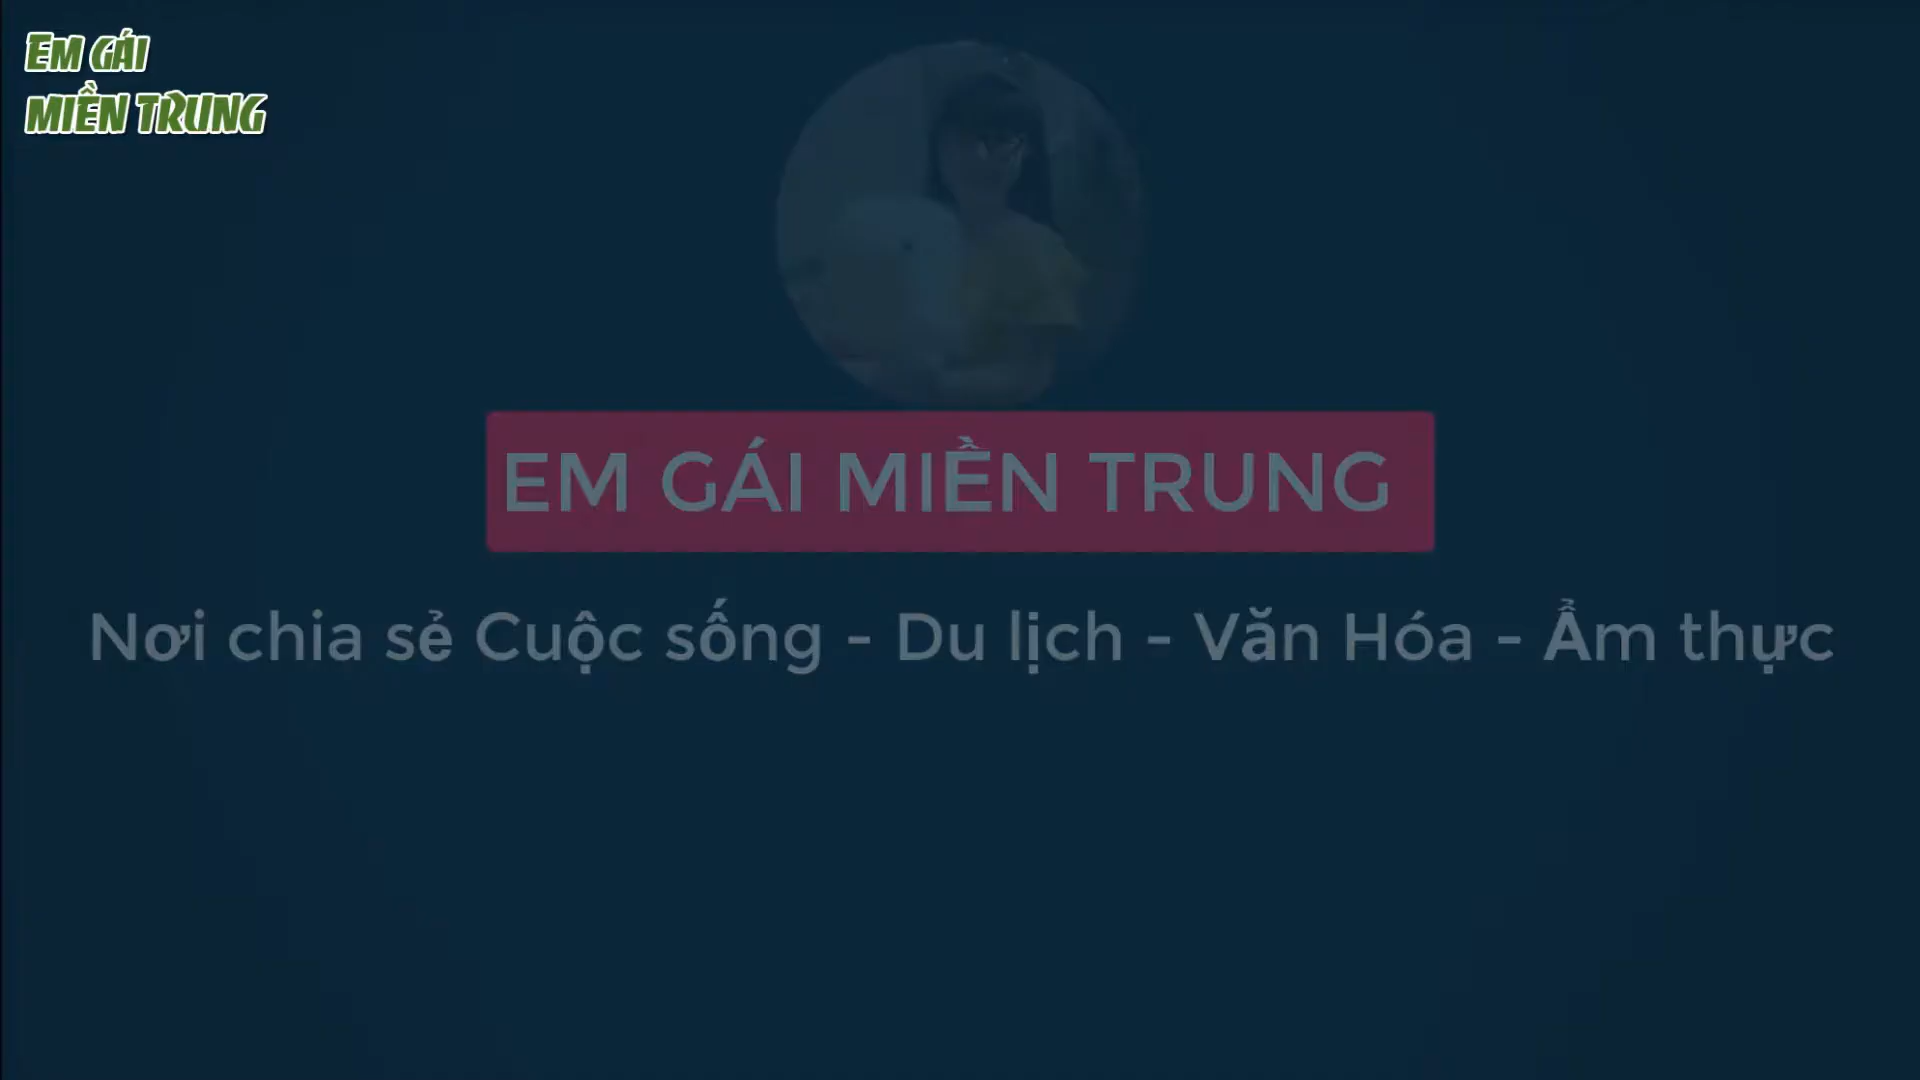 EM GÁI
MIỀN TRUNG
EM GÁI MIỀN TRUNG
Nơi chia sẻ Cuộc sống - Du lịch - Văn Hóa - Ẩm thực